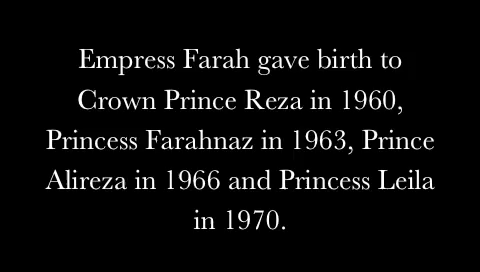 Empress Farah gave birth to
Crown Prince Reza in 1960,
Princess Farahnaz in 1963, Prince
Alireza in 1966 and Princess Leila
in 1970.